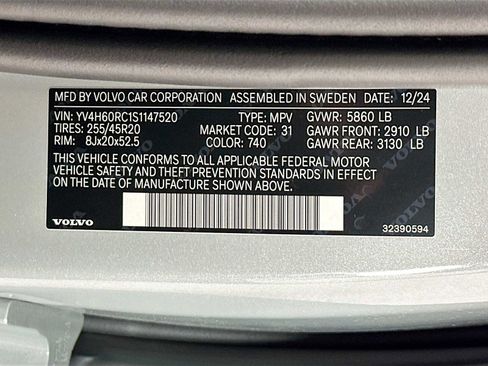 MFD BY VOLVO CAR CORPORATION ASSEMBLED IN SWEDEN DATE: 12/24
VIN: YV4H60RC1S1147520 TYPE: MPV GVWR: 5860 LB
TIRES: 255/45R20 MARKET CODE: 31 GAWR FRONT: 2910 LB
RIM: 8Jx20x52.5 COLOR: 740 GAWR REAR: 3130 LB
THIS VEHICLE CONFORMS TO ALL APPLICABLE FEDERAL MOTOR
VEHICLE SAFETY AND THEFT PREVENTION STANDARDS IN EFFECT
ON THE DATE OF MANUFACTURE SHOWN ABOVE.
VOLVO 32390594